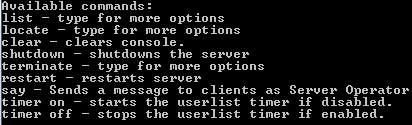 Available commands:
list - type for more options
locate - type for more options
clear - clears console.
shutdown - shutdowns the server
terminate - type for more options
restart - restarts server
say - Sends a message to clients as Server Operator
timer on - starts the userlist timer if disabled.
timer off - stops the userlist timer if enabled.